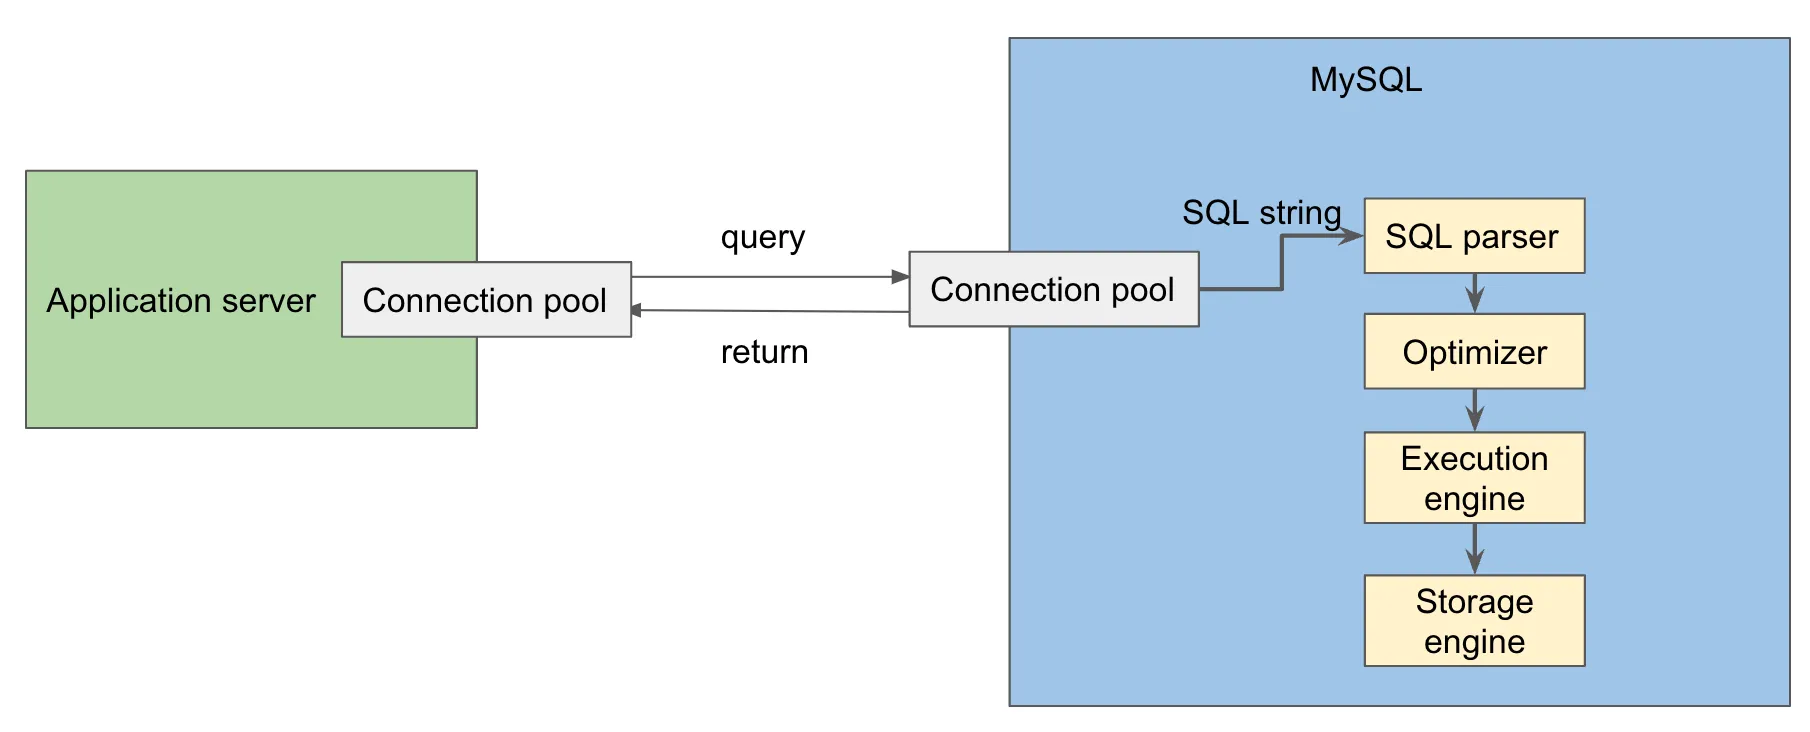 MySQL
SQL string
SQL parser
query
Connection pool
Application server
Connection pool
return
Optimizer
Execution
engine
Storage
engine